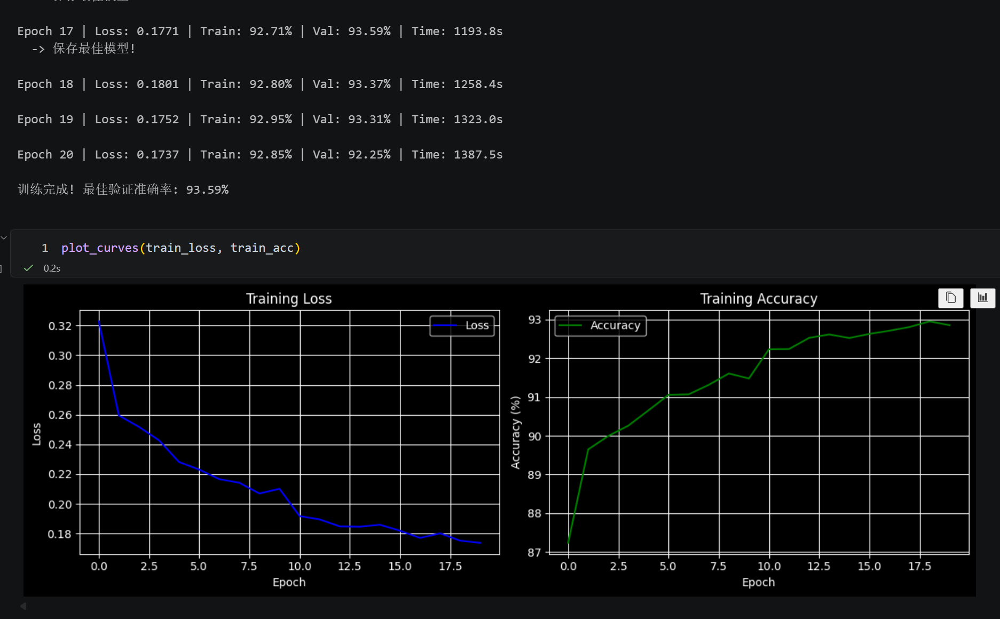 Epoch 17 | Loss: 0.1771 | Train: 92.71% | Val: 93.59% | Time: 1193.8s
-> 保存最佳模型!
Epoch 18 | Loss: 0.1801 | Train: 92.80% | Val: 93.37% | Time: 1258.4s
Epoch 19 | Loss: 0.1752 | Train: 92.95% | Val: 93.31% | Time: 1323.0s
Epoch 20 | Loss: 0.1737 | Train: 92.85% | Val: 92.25% | Time: 1387.5s
训练完成! 最佳验证准确率: 93.59%
1 plot_curves(train_loss, train_acc)
0.2s
Training Loss
Loss
0.32
0.30
0.28
0.26
0.24
0.22
0.20
0.18
Loss
0.0 2.5 5.0 7.5 10.0 12.5 15.0 17.5
Epoch
Training Accuracy
Accuracy
93
92
91
90
89
88
87
Accuracy (%)
0.0 2.5 5.0 7.5 10.0 12.5 15.0 17.5
Epoch